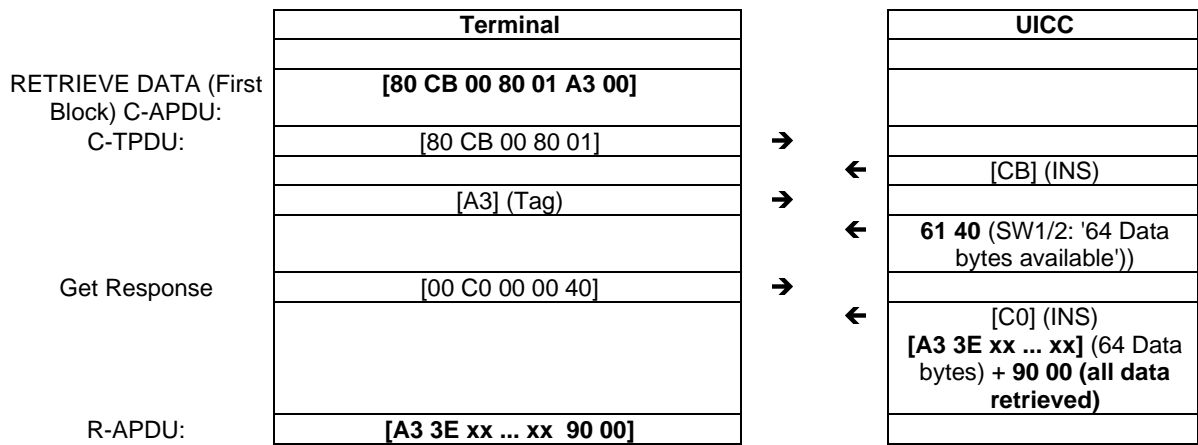 Terminal UICC
RETRIEVE DATA (First [80 CB 00 80 01 A3 00]
Block) C-APDU:
C-TPDU: [80 CB 00 80 01] →
← [CB] (INS)
[A3] (Tag) →
← 61 40 (SW1/2: '64 Data
bytes available'))
Get Response [00 C0 00 00 40] →
← [C0] (INS)
[A3 3E xx ... xx] (64 Data
bytes) + 90 00 (all data
retrieved)
R-APDU: [A3 3E xx ... xx 90 00]